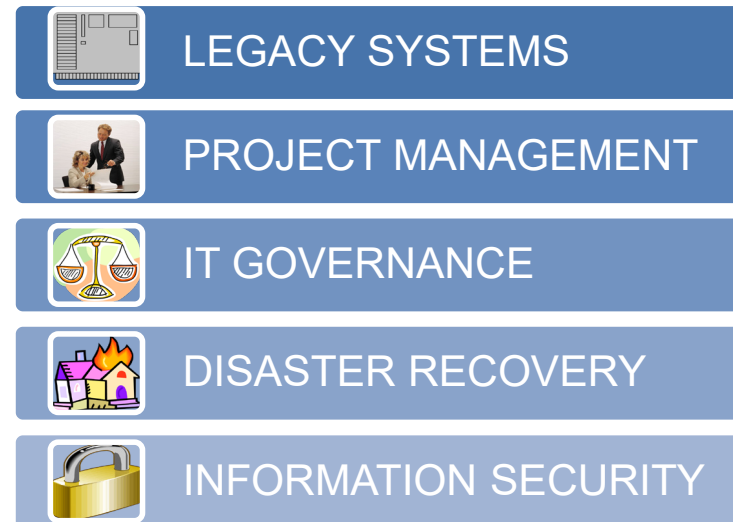 LEGACY SYSTEMS
PROJECT MANAGEMENT
IT GOVERNANCE
DISASTER RECOVERY
INFORMATION SECURITY